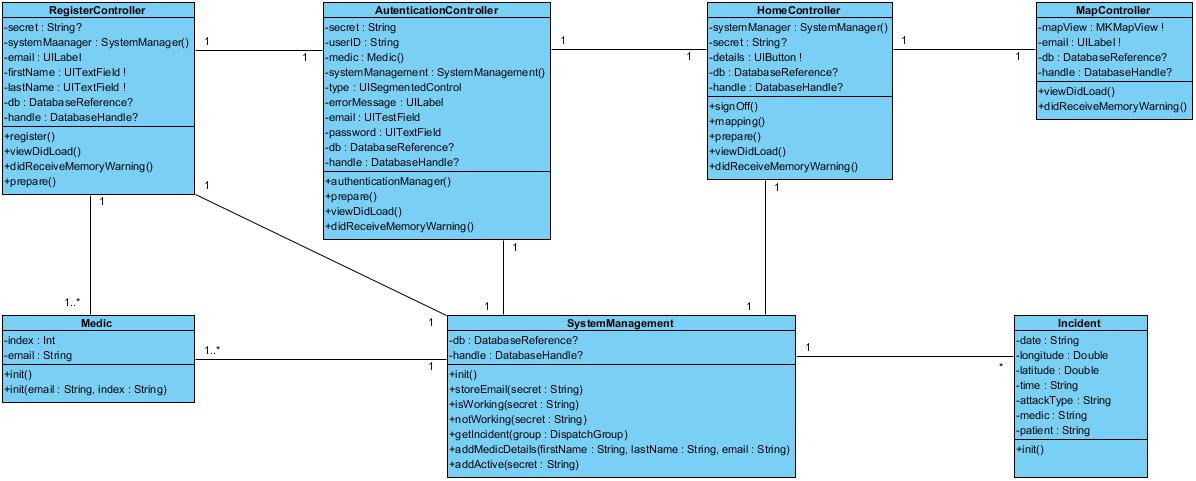 RegisterController
-secret : String?
-systemMaanager : SystemManager()
-email : UILabel
-firstName : UITextField !
-lastName : UITextField !
-db : DatabaseReference?
-handle : DatabaseHandle?
+register()
+viewDidLoad()
+didReceiveMemoryWarning()
+prepare()
1
1
AutenticationController
-secret : String
-userID : String
-medic : Medic()
-systemManagement : SystemManagement()
-type : UISegmentedControl
-errorMessage : UILabel
-email : UITestField
-password : UITextField
-db : DatabaseReference?
-handle : DatabaseHandle?
+authenticationManager()
+prepare()
+viewDidLoad()
+didReceiveMemoryWarning()
1
1
HomeController
-systemManager : SystemManager()
-secret : String?
-details : UIButton !
-db : DatabaseReference?
-handle : DatabaseHandle?
+signOff()
+mapping()
+prepare()
+viewDidLoad()
+didReceiveMemoryWarning()
1
1
MapController
-mapView : MKMapView !
-email : UILabel !
-db : DatabaseReference?
-handle : DatabaseHandle?
+viewDidLoad()
+didReceiveMemoryWarning()
1
1
1
1
1..*
1
1
1
Medic
-index : Int
-email : String
+init()
+init(email : String, index : String)
1..*
1
SystemManagement
-db : DatabaseReference?
-handle : DatabaseHandle?
+init()
+storeEmail(secret : String)
+isWorking(secret : String)
+notWorking(secret : String)
+getIncident(group : DispatchGroup)
+addMedicDetails(firstName : String, lastName : String, email : String)
+addActive(secret : String)
1
*
Incident
-date : String
-longitude : Double
-latitude : Double
-time : String
-attackType : String
-medic : String
-patient : String
+init()